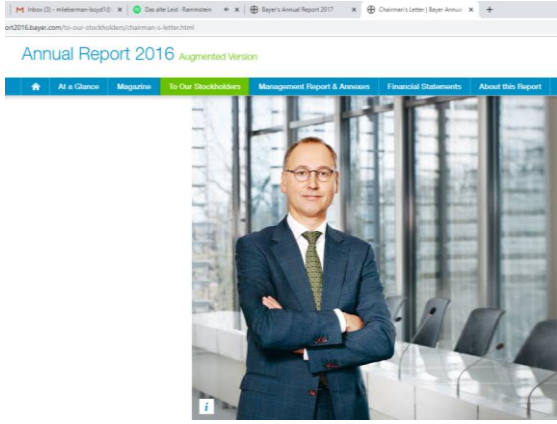 Inbox (3) - mlieberman-boyd1@ x Das alte Leid - Rammstein x Bayer's Annual Report 2017 x Chairman's Letter | Bayer Annual x +
ort2016.bayer.com/to-our-stockholders/chairman-s-letter.html
Annual Report 2016 Augmented Version
At a Glance Magazine To Our Stockholders Management Report & Annexes Financial Statements About this Report
i